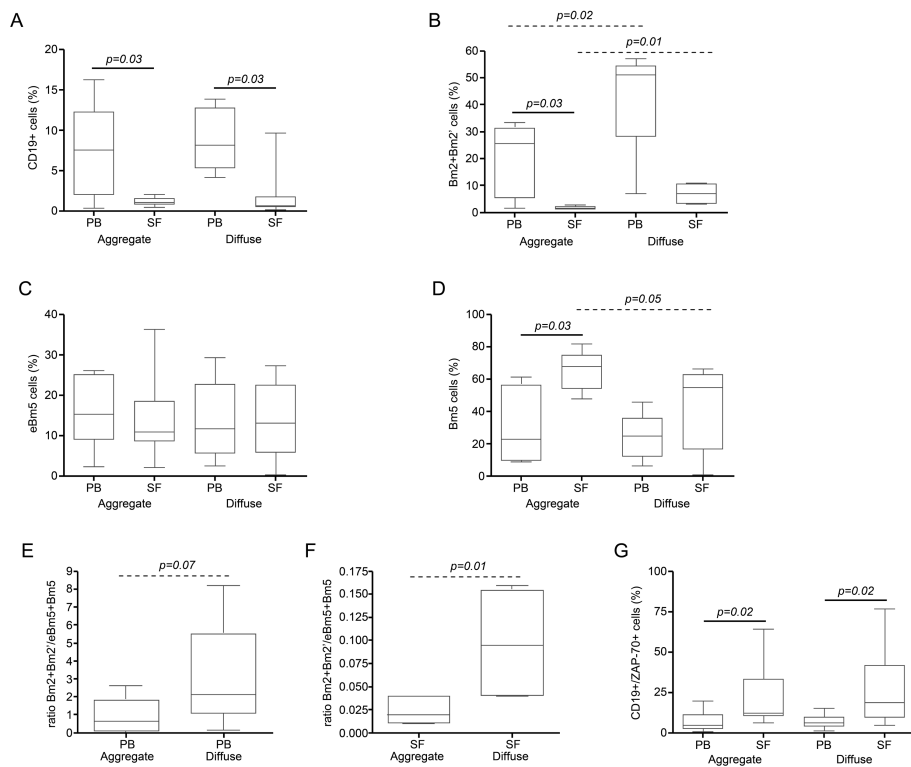 A
CD19+ cells (%)
20
15
10
5
0
p=0.03
p=0.03
PB
SF
PB
SF
Aggregate
Diffuse
B
Bm2+Bm2' cells (%)
60
50
40
30
20
10
0
p=0.02
p=0.01
p=0.03
PB
SF
PB
SF
Aggregate
Diffuse
C
eBm5 cells (%)
40
30
20
10
0
PB
SF
PB
SF
Aggregate
Diffuse
D
Bm5 cells (%)
100
80
60
40
20
0
p=0.05
p=0.03
PB
SF
PB
SF
Aggregate
Diffuse
E
ratio Bm2+Bm2'/eBm5+Bm5
9
8
7
6
5
4
3
2
1
0
p=0.07
PB
Aggregate
PB
Diffuse
F
ratio Bm2+Bm2'/eBm5+Bm5
0.175
0.150
0.125
0.100
0.075
0.050
0.025
0.000
p=0.01
SF
Aggregate
SF
Diffuse
G
CD19+/ZAP-70+ cells (%)
100
75
50
25
0
p=0.02
p=0.02
PB
SF
PB
SF
Aggregate
Diffuse